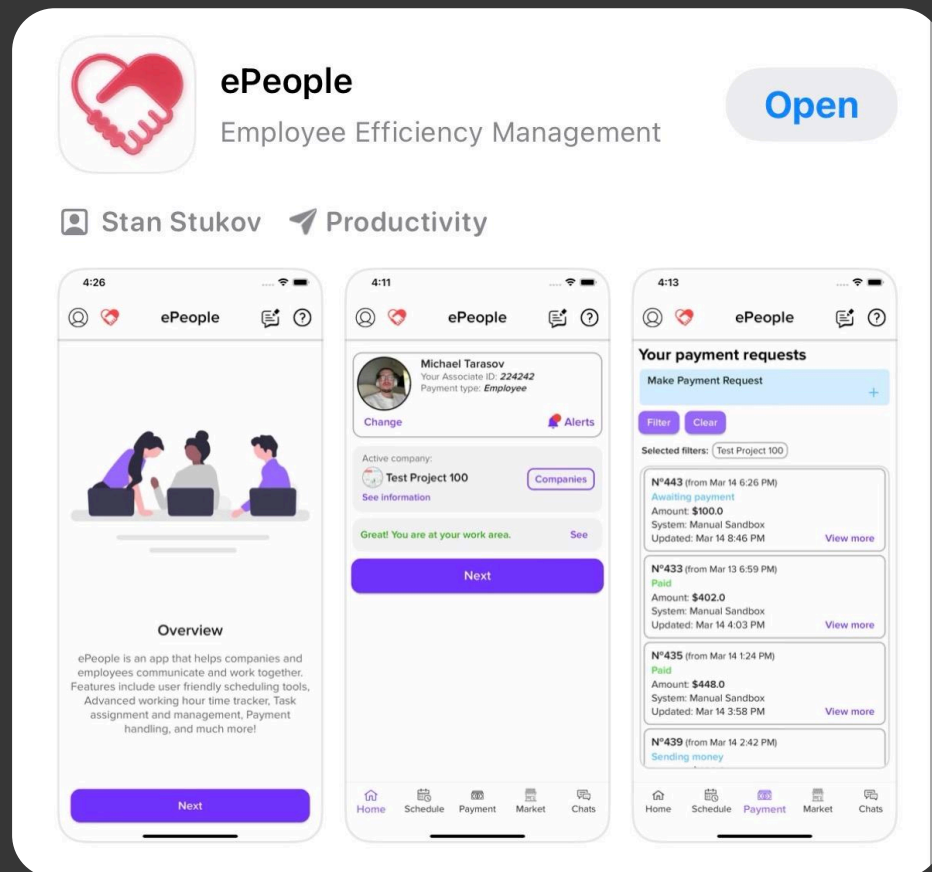 ePeople
Employee Efficiency Management
Open
Stan Stukov
Productivity
4:26
ePeople
Overview
ePeople is an app that helps companies and
employees communicate and work together.
Features include user friendly scheduling tools,
Advanced working hour time tracker, Task
assignment and management, Payment
handling, and much more!
Next
4:11
ePeople
Michael Tarasov
Your Associate ID: 224242
Payment type: Employee
Change
Alerts
Active company:
Test Project 100
Companies
See information
Great! You are at your work area.
See
Next
Home
Schedule
Payment
Market
Chats
4:13
ePeople
Your payment requests
Make Payment Request
+
Filter
Clear
Selected filters: Test Project 100
Nº443 (from Mar 14 6:26 PM)
Awaiting payment
Amount: $100.0
System: Manual Sandbox
Updated: Mar 14 8:46 PM
View more
Nº433 (from Mar 13 6:59 PM)
Paid
Amount: $402.0
System: Manual Sandbox
Updated: Mar 14 4:03 PM
View more
Nº435 (from Mar 14 1:24 PM)
Paid
Amount: $448.0
System: Manual Sandbox
Updated: Mar 14 3:58 PM
View more
Nº439 (from Mar 14 2:42 PM)
Sending money
Home
Schedule
Payment
Market
Chats